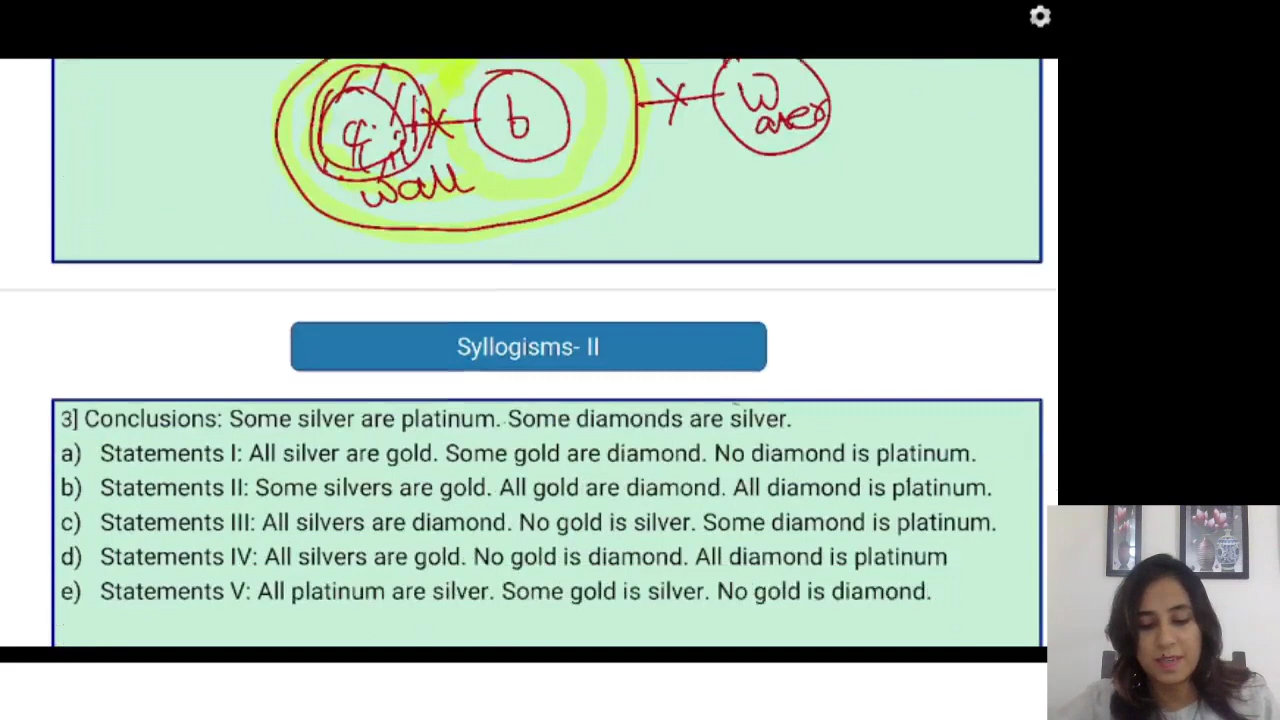 b
W
over
wall
Syllogisms- II
3] Conclusions: Some silver are platinum. Some diamonds are silver.
a) Statements I: All silver are gold. Some gold are diamond. No diamond is platinum.
b) Statements II: Some silvers are gold. All gold are diamond. All diamond is platinum.
c) Statements III: All silvers are diamond. No gold is silver. Some diamond is platinum.
d) Statements IV: All silvers are gold. No gold is diamond. All diamond is platinum
e) Statements V: All platinum are silver. Some gold is silver. No gold is diamond.